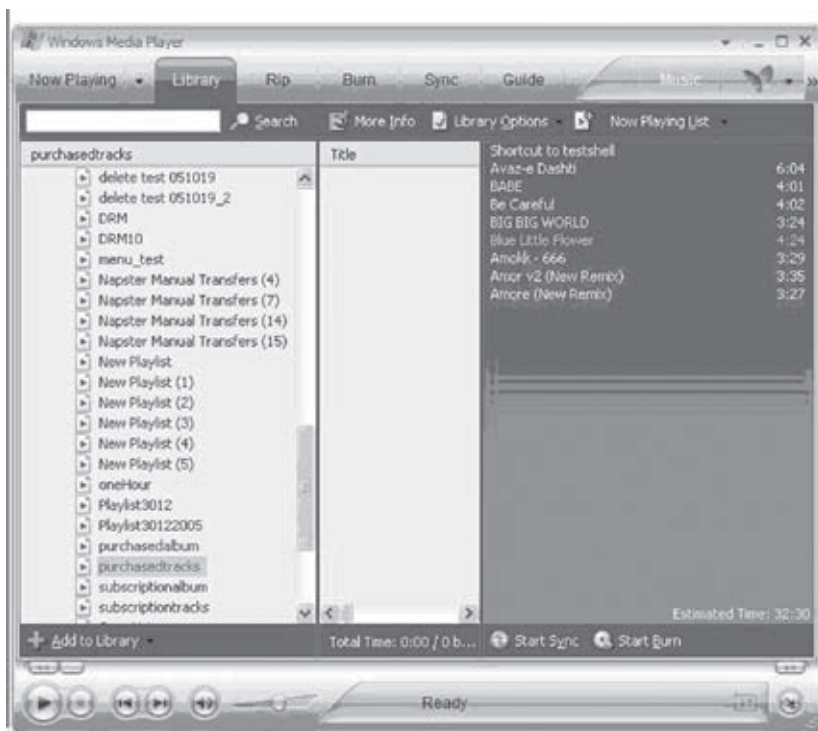 Windows Media Player
Now Playing
Library
Rip
Burn
Sync
Guide
Music
Search
More Info
Library Options
Now Playing List
purchasedtracks
delete test 051019
delete test 051019_2
DRM
DRM10
menu_test
Napster Manual Transfers (4)
Napster Manual Transfers (7)
Napster Manual Transfers (14)
Napster Manual Transfers (15)
New Playlist
New Playlist (1)
New Playlist (2)
New Playlist (3)
New Playlist (4)
New Playlist (5)
oneHour
Playlist3012
Playlist30122005
purchasedalbum
purchasedtracks
subscriptionalbum
subscriptiontracks
Add to Library
Title
Total Time: 0:00 / 0 b...
Shortcut to testshell
Avaz-e Dashti 6:04
BABE 4:01
Be Careful 4:02
BIG BIG WORLD 3:24
Blue Little Flower 4:24
Amokk - 666 3:29
Amor v2 (New Remix) 3:35
Amore (New Remix) 3:27
Estimated Time: 32:30
Start Sync
Start Burn
Ready